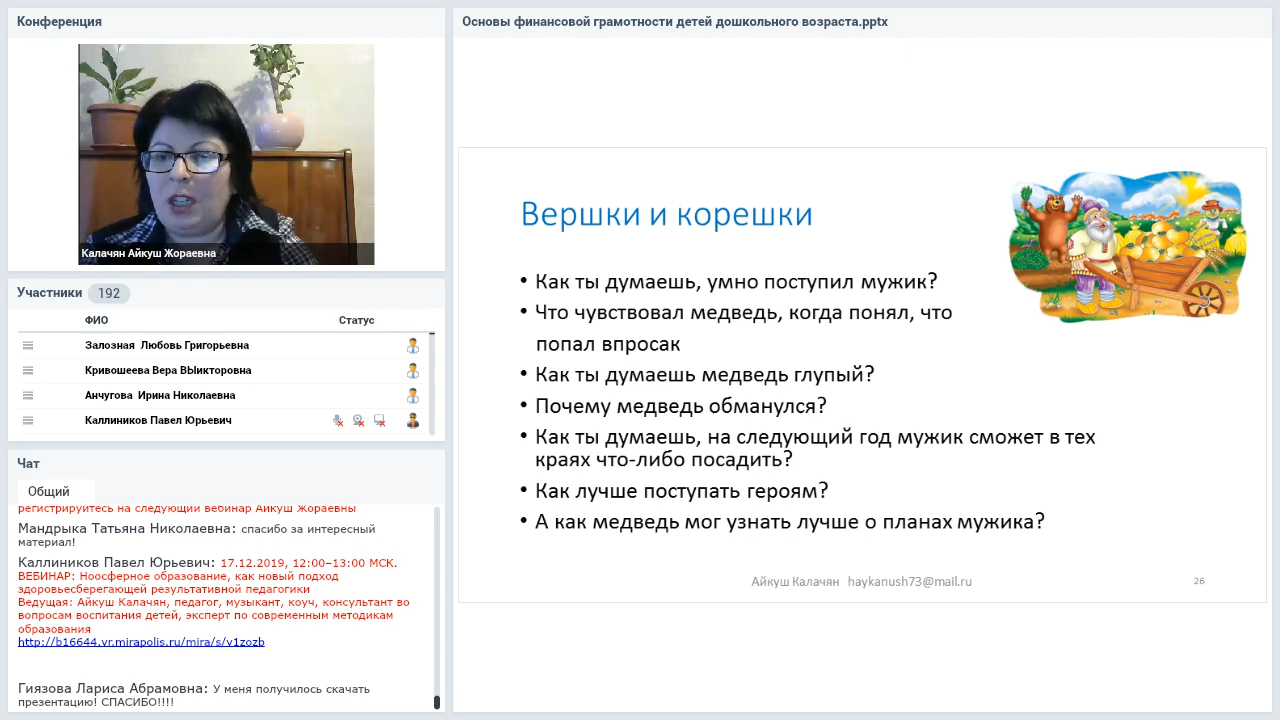 Конференция
Калачян Айкуш Жораевна
Участники 192
ФИО Статус
Залозная Любовь Григорьевна
Кривошеева Вера ВЫикторовна
Анчугова Ирина Николаевна
Каллиников Павел Юрьевич
Чат
Общий
регистрируйтесь на следующий вебинар Айкуш Жораевны
Мандрыка Татьяна Николаевна: спасибо за интересный
материал!
Каллиников Павел Юрьевич: 17.12.2019, 12:00–13:00 МСК.
ВЕБИНАР: Ноосферное образование, как новый подход
здоровьесберегающей результативной педагогики
Ведущая: Айкуш Калачян, педагог, музыкант, коуч, консультант во
вопросам воспитания детей, эксперт по современным методикам
образования
http://b16644.vr.mirapolis.ru/mira/s/v1zozb
Гиязова Лариса Абрамовна: У меня получилось скачать
презентацию! СПАСИБО!!!!
Основы финансовой грамотности детей дошкольного возраста.pptx
Вершки и корешки
• Как ты думаешь, умно поступил мужик?
• Что чувствовал медведь, когда понял, что
попал впросак
• Как ты думаешь медведь глупый?
• Почему медведь обманулся?
• Как ты думаешь, на следующий год мужик сможет в тех
краях что-либо посадить?
• Как лучше поступать героям?
• А как медведь мог узнать лучше о планах мужика?
Айкуш Калачян haykanush73@mail.ru
26